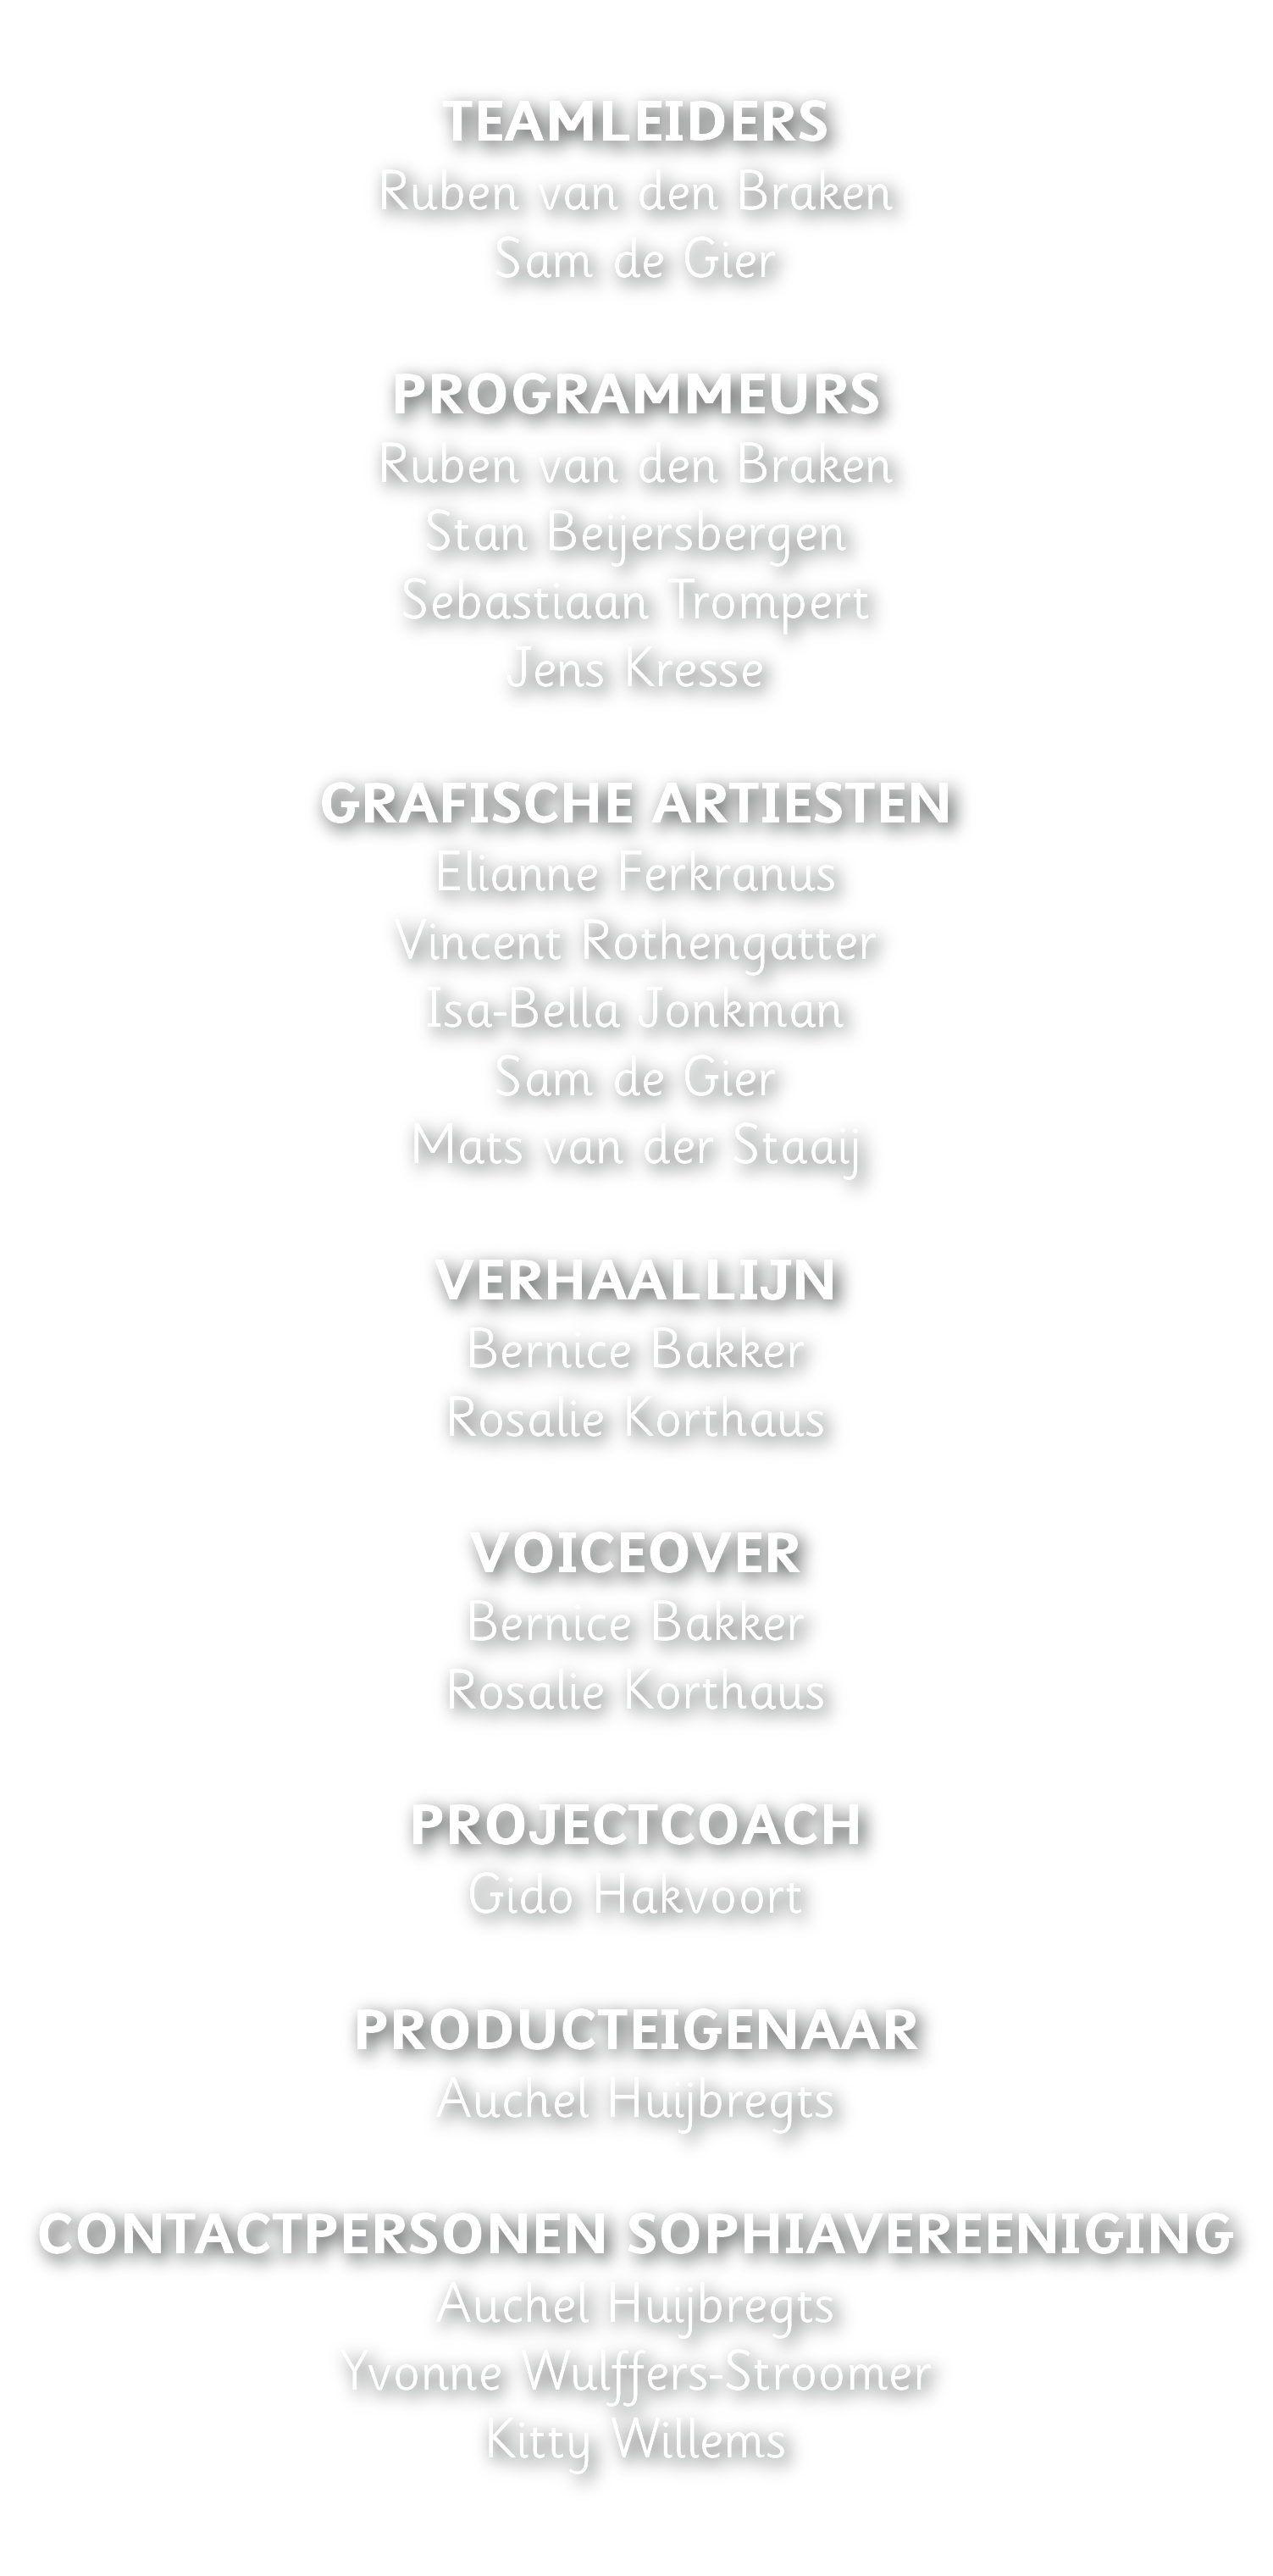 TEAMLEIDERS
Ruben van den Braken
Sam de Gier
PROGRAMMEURS
Ruben van den Braken
Stan Beijersbergen
Sebastiaan Trompert
Jens Kresse
GRAFISCHE ARTIESTEN
Elianne Ferkranus
Vincent Rothengatter
Isa-Bella Jonkman
Sam de Gier
Mats van der Staaij
VERHAALLIJN
Bernice Bakker
Rosalie Korthaus
VOICEOVER
Bernice Bakker
Rosalie Korthaus
PROJECTCOACH
Gido Hakvoort
PRODUCTEIGENAAR
Auchel Huijbregts
CONTACTPERSONEN SOPHIAVEREENIGING
Auchel Huijbregts
Yvonne Wulffers-Stroomer
Kitty Willems